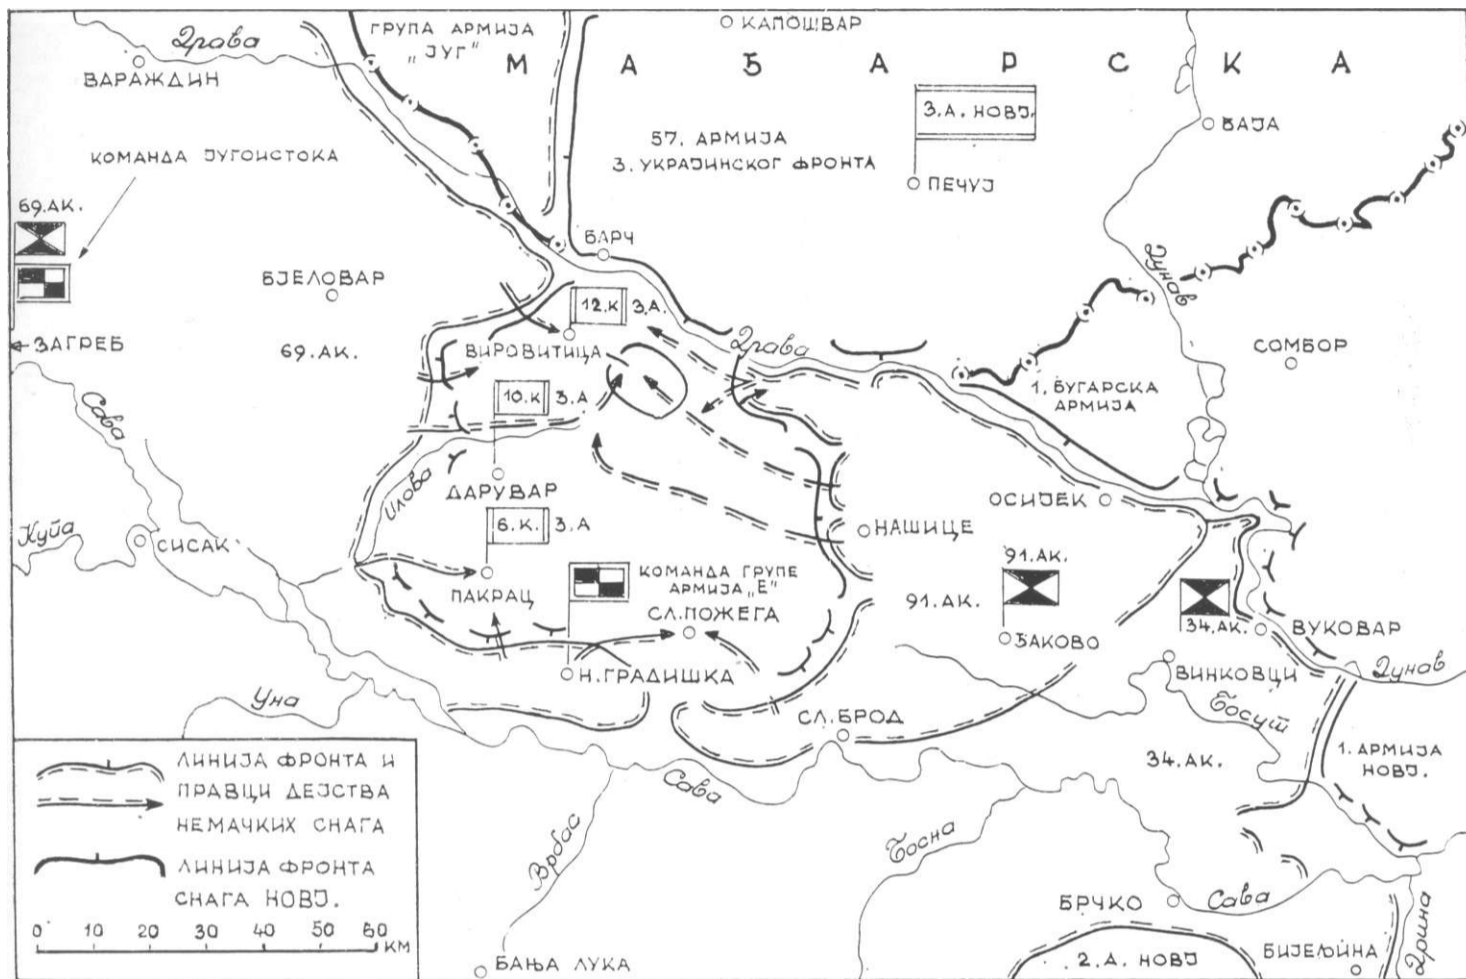 Драва
ГРУПА АРМИЈА
„ЈУГ"
КАПОШВАР
М А Ђ А Р С К А
ВАРАЖДИН
3.А. НОВЈ.
БАЈА
57. АРМИЈА
3. УКРАЈИНСКОГ ФРОНТА
КОМАНДА ЈУГОИСТОКА
ПЕЧУЈ
69.АК.
БАРЧ
Дунав
БЈЕЛОВАР
12.К 3.А.
ЗАГРЕБ
69.АК.
ВИРОВИТИЦА
Драва
СОМБОР
1. БУГАРСКА
АРМИЈА
10.К 3.А
Сава
Илова
ДАРУВАР
ОСИЈЕК
Купа
СИСАК
6.К. 3.А
НАШИЦЕ
КОМАНДА ГРУПЕ
АРМИЈА „Е"
91.АК.
ПАКРАЦ
91.АК.
СЛ.ПОЖЕГА
34.АК.
ВУКОВАР
ЂАКОВО
Н.ГРАДИШКА
ВИНКОВЦИ
Дунав
Уна
СЛ.БРОД
Босут
34.АК.
1. АРМИЈА
НОВЈ.
Сава
ЛИНИЈА ФРОНТА И
ПРАВЦИ ДЕЈСТВА
НЕМАЧКИХ СНАГА
ЛИНИЈА ФРОНТА
СНАГА НОВЈ.
0 10 20 30 40 50 60 КМ
Врбас
Босна
БРЧКО
Сава
Дрина
БАЊА ЛУКА
2.А. НОВЈ
БИЈЕЉИНА